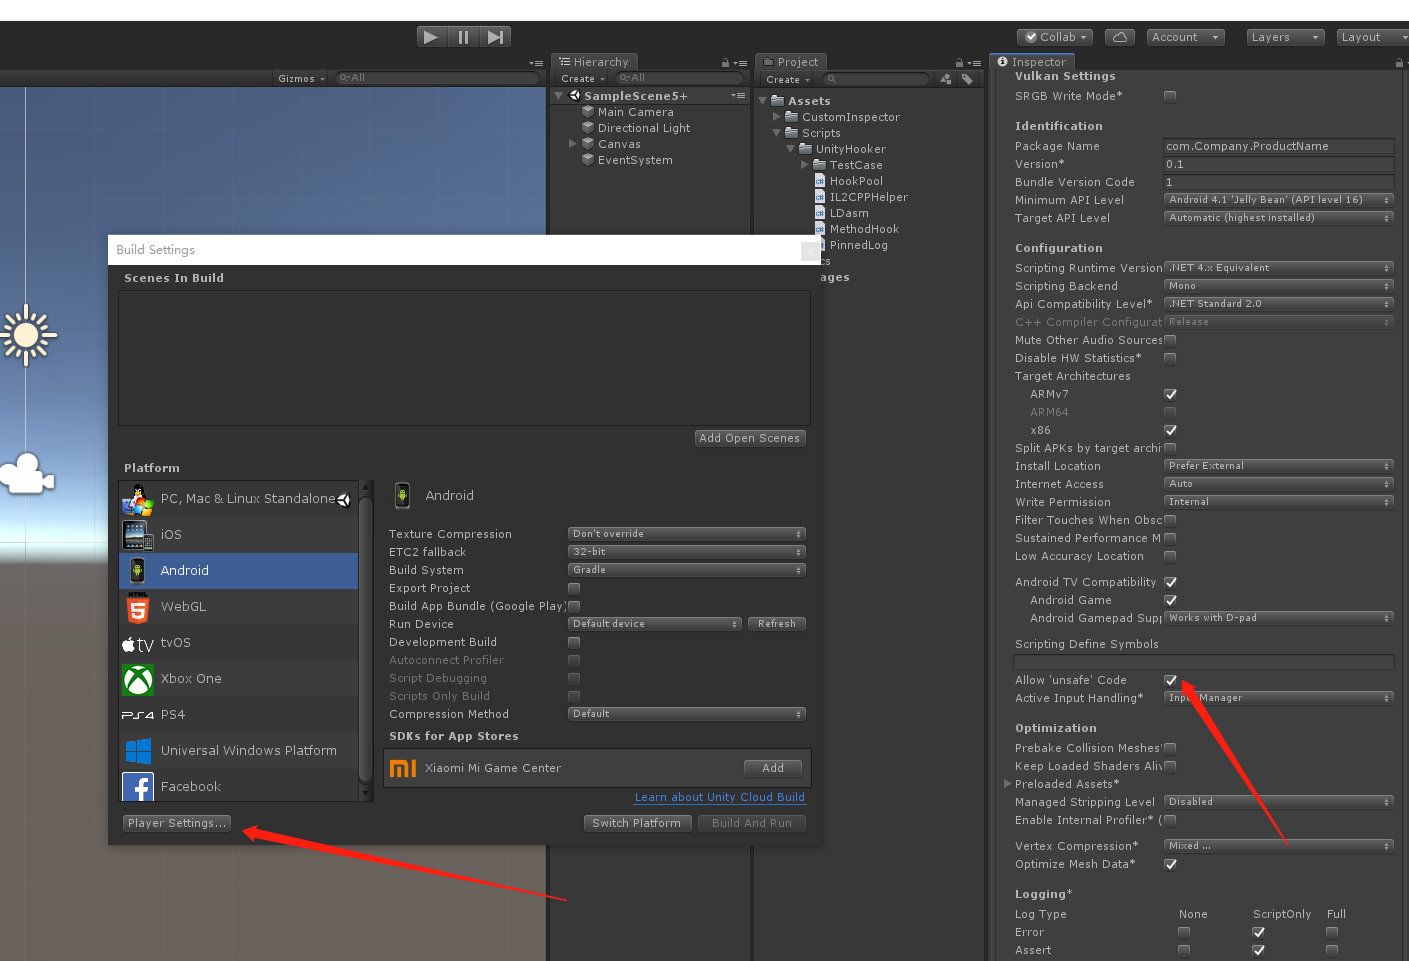 Collab
Account
Layers
Layout
Gizmos
All
Hierarchy
Create
All
SampleScene5+
Main Camera
Directional Light
Canvas
EventSystem
Project
Create
Assets
CustomInspector
Scripts
UnityHooker
TestCase
HookPool
IL2CPPHelper
LDasm
MethodHook
PinnedLog
cs
ages
Build Settings
Scenes In Build
Add Open Scenes
Platform
PC, Mac & Linux Standalone
iOS
Android
HTML
WebGL
tvOS
Xbox One
PS4
Universal Windows Platform
Facebook
Player Settings...
Android
Texture Compression Don't override
ETC2 fallback 32-bit
Build System Gradle
Export Project
Build App Bundle (Google Play)
Run Device Default device Refresh
Development Build
Autoconnect Profiler
Script Debugging
Scripts Only Build
Compression Method Default
SDKs for App Stores
Xiaomi Mi Game Center Add
Learn about Unity Cloud Build
Switch Platform Build And Run
Inspector
Vulkan Settings
SRGB Write Mode*
Identification
Package Name com.Company.ProductName
Version* 0.1
Bundle Version Code 1
Minimum API Level Android 4.1 'Jelly Bean' (API level 16)
Target API Level Automatic (highest installed)
Configuration
Scripting Runtime Version .NET 4.x Equivalent
Scripting Backend Mono
Api Compatibility Level* .NET Standard 2.0
C++ Compiler Configurat Release
Mute Other Audio Sources
Disable HW Statistics*
Target Architectures
ARMv7
ARM64
x86
Split APKs by target archi
Install Location Prefer External
Internet Access Auto
Write Permission Internal
Filter Touches When Obsc
Sustained Performance M
Low Accuracy Location
Android TV Compatibility
Android Game
Android Gamepad Supp Works with D-pad
Scripting Define Symbols
Allow 'unsafe' Code
Active Input Handling* Input Manager
Optimization
Prebake Collision Meshes*
Keep Loaded Shaders Aliv
Preloaded Assets*
Managed Stripping Level Disabled
Enable Internal Profiler* (
Vertex Compression* Mixed ...
Optimize Mesh Data*
Logging*
Log Type None ScriptOnly Full
Error
Assert